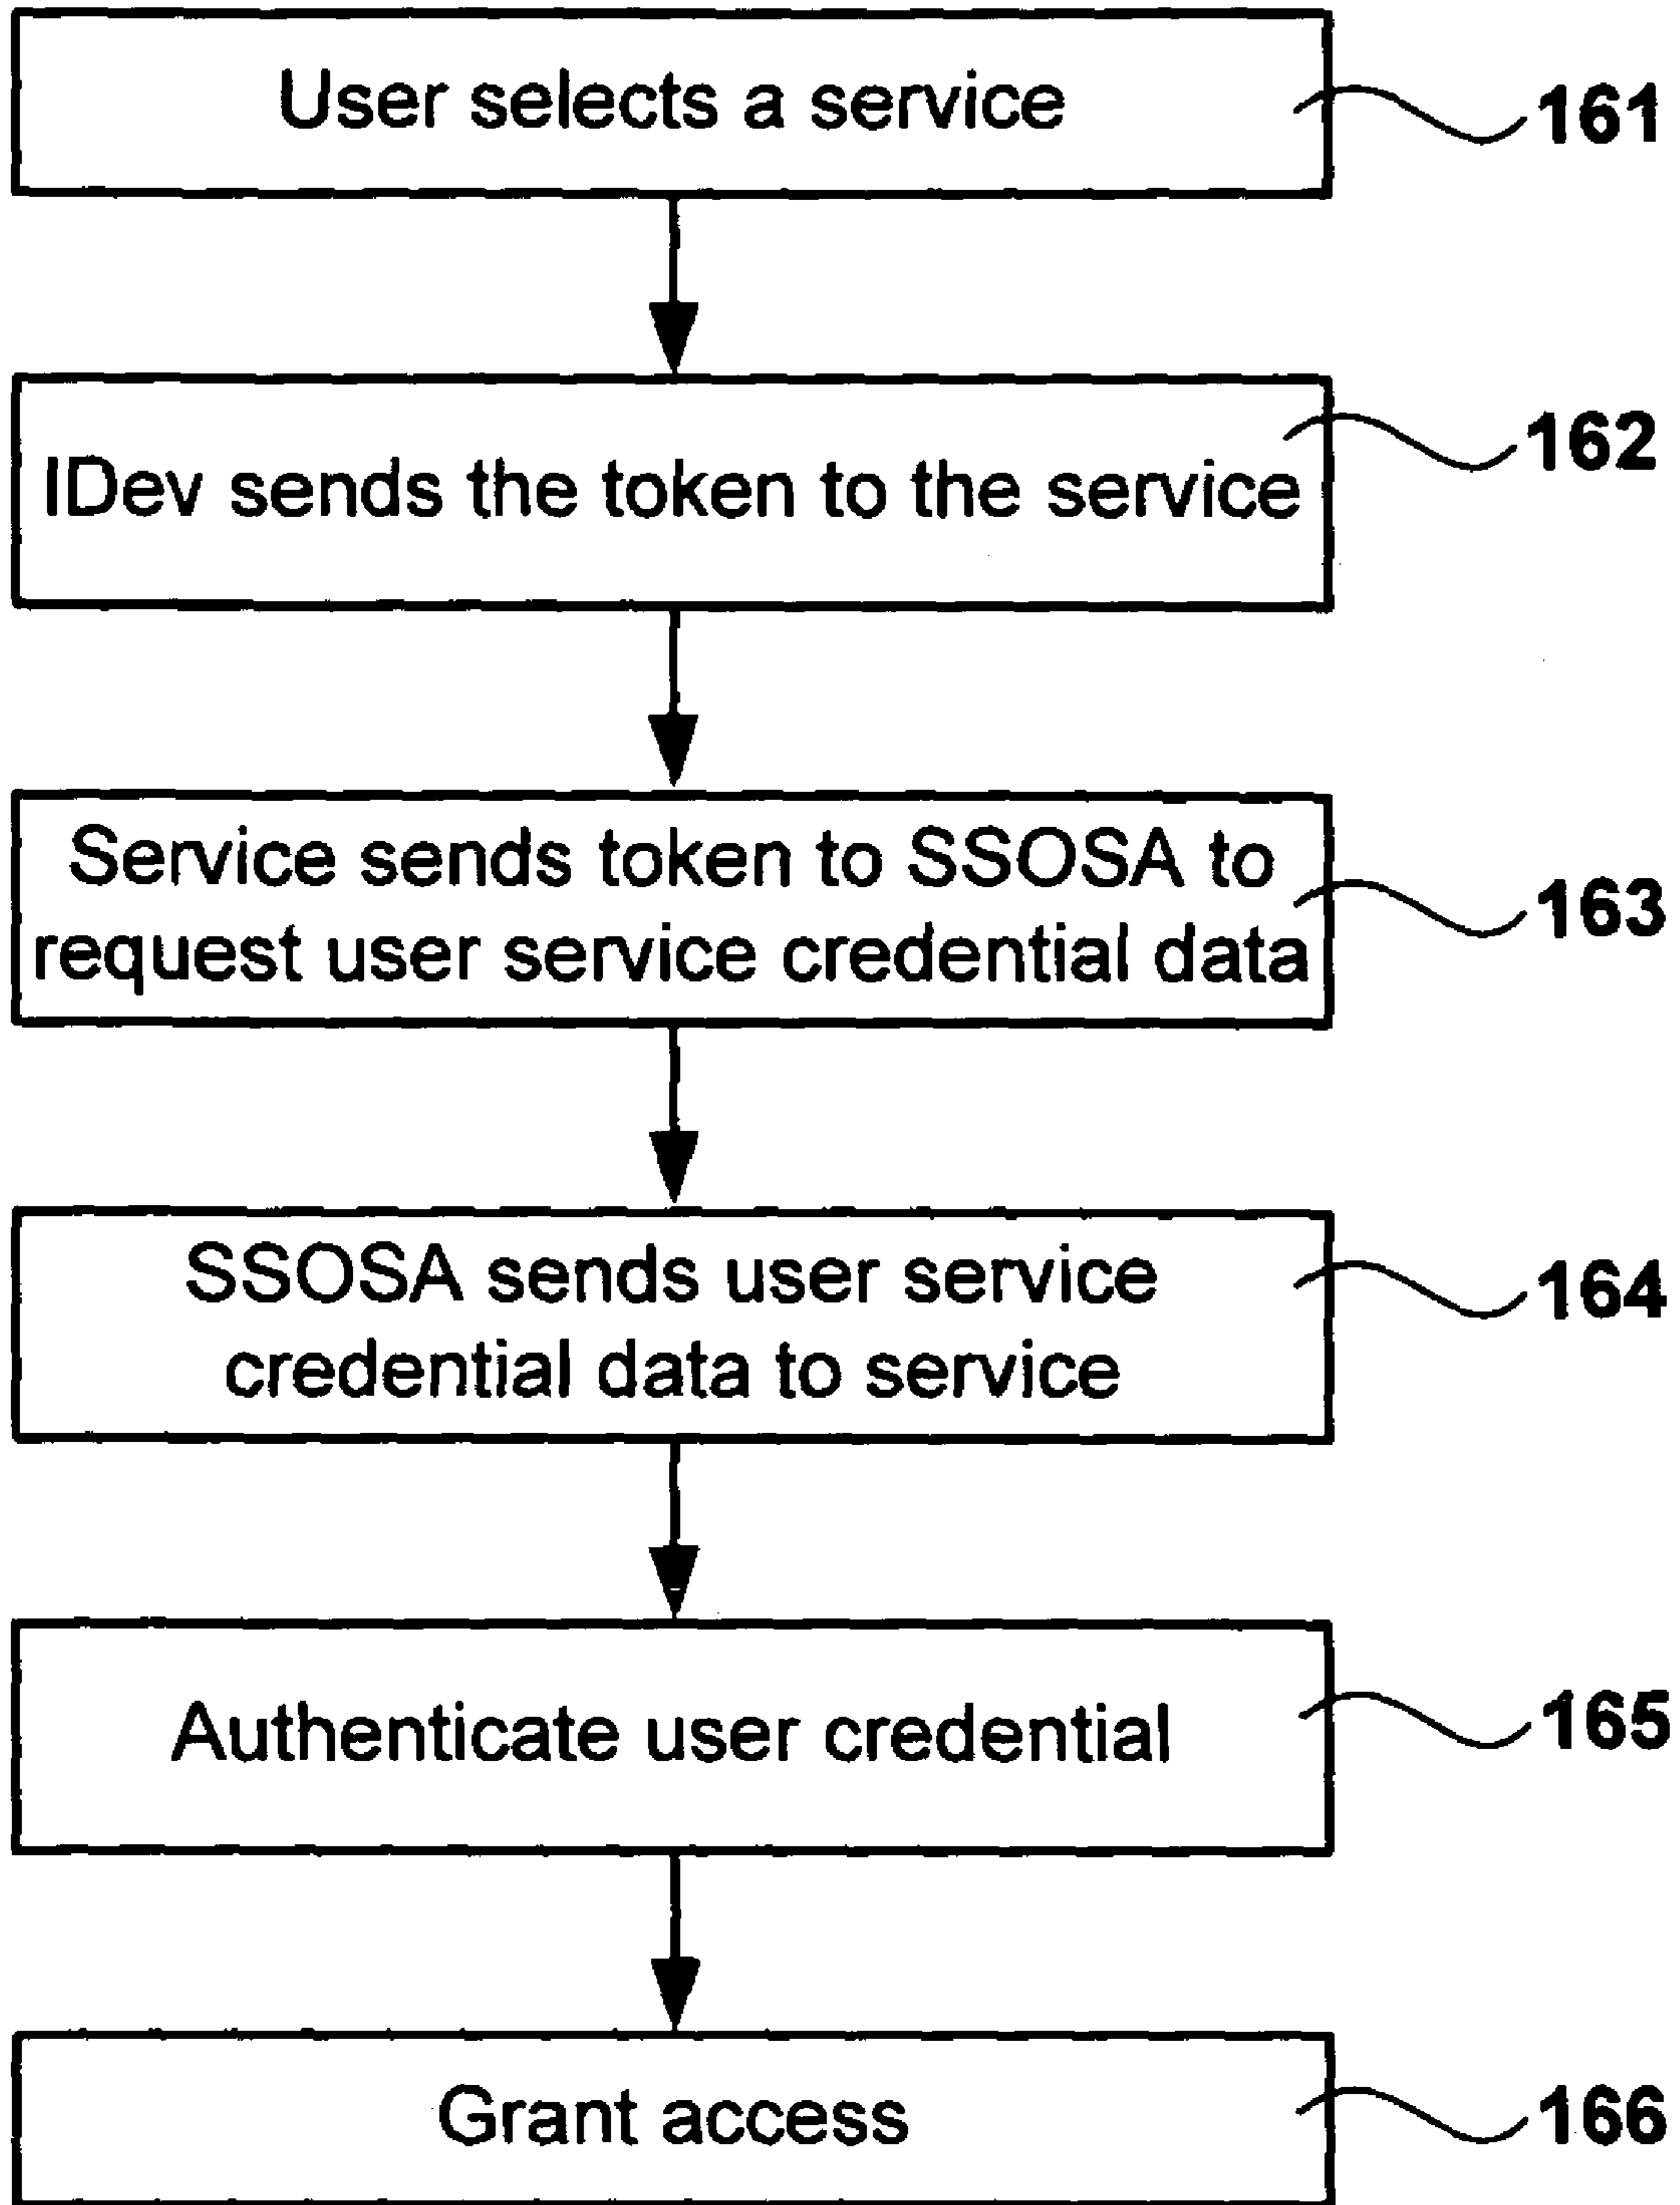 User selects a service
161
IDev sends the token to the service
162
Service sends token to SSOSA to
request user service credential data
163
SSOSA sends user service
credential data to service
164
Authenticate user credential
165
Grant access
166